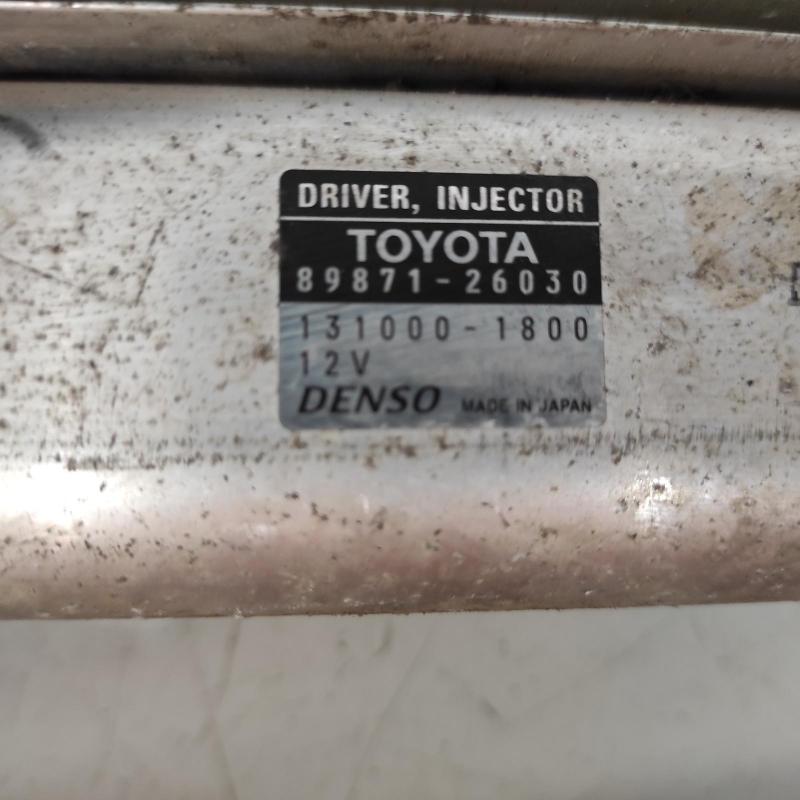 DRIVER, INJECTOR
TOYOTA
89871-26030
131000-1800
12V
DENSO MADE IN JAPAN